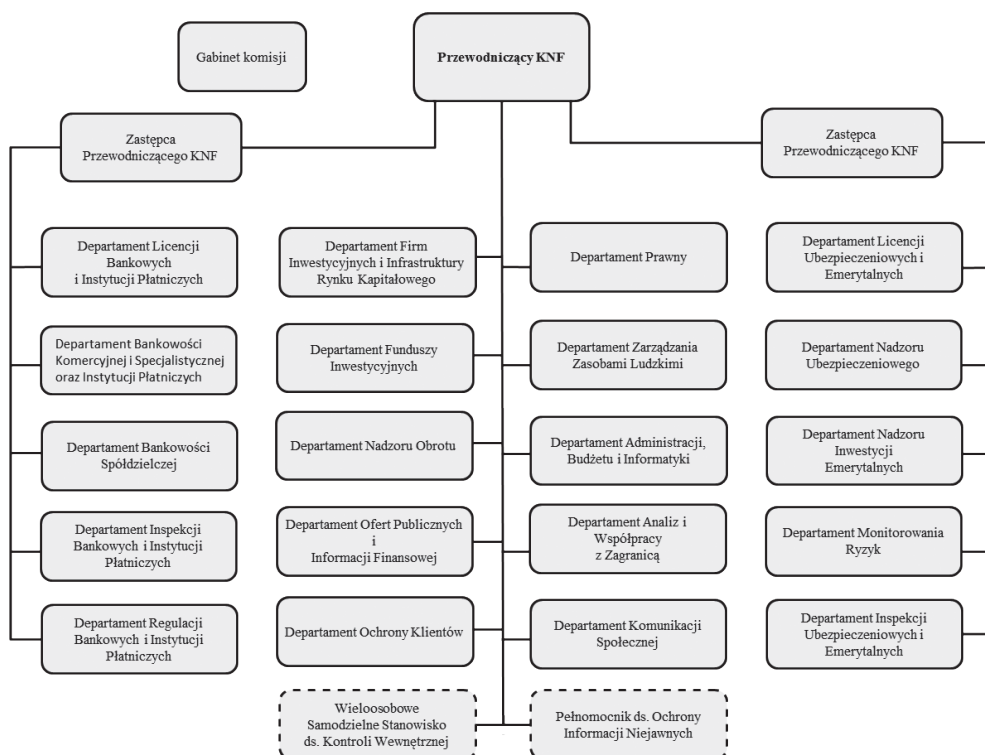 Gabinet komisji
Przewodniczący KNF
Zastępca
Przewodniczącego KNF
Zastępca
Przewodniczącego KNF
Departament Licencji
Bankowych
i Instytucji Płatniczych
Departament Firm
Inwestycyjnych i Infrastruktury
Rynku Kapitałowego
Departament Prawny
Departament Licencji
Ubezpieczeniowych i
Emerytalnych
Departament Bankowości
Komercyjnej i Specjalistycznej
oraz Instytucji Płatniczych
Departament Funduszy
Inwestycyjnych
Departament Zarządzania
Zasobami Ludzkimi
Departament Nadzoru
Ubezpieczeniowego
Departament Bankowości
Spółdzielczej
Departament Nadzoru Obrotu
Departament Administracji,
Budżetu i Informatyki
Departament Nadzoru
Inwestycji
Emerytalnych
Departament Inspekcji
Bankowych i Instytucji
Płatniczych
Departament Ofert Publicznych
i
Informacji Finansowej
Departament Analiz i
Współpracy
z Zagranicą
Departament Monitorowania
Ryzyk
Departament Regulacji
Bankowych i Instytucji
Płatniczych
Departament Ochrony Klientów
Departament Komunikacji
Społecznej
Departament Inspekcji
Ubezpieczeniowych i
Emerytalnych
Wieloosobowe
Samodzielne Stanowisko
ds. Kontroli Wewnętrznej
Pełnomocnik ds. Ochrony
Informacji Niejawnych